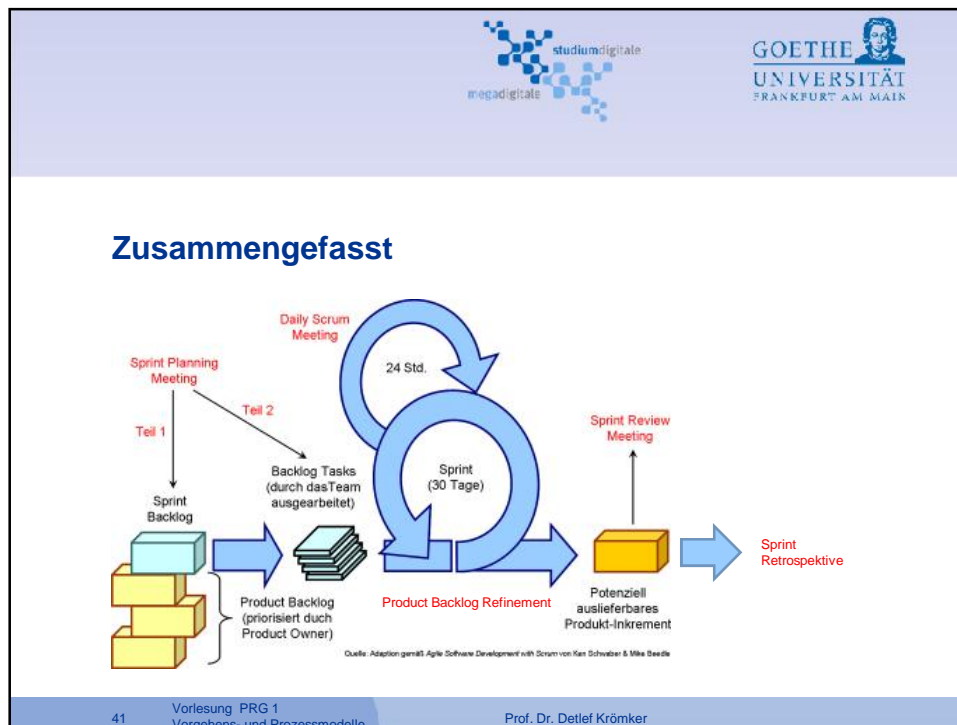 studiumdigitale
megadigitale
GOETHE
UNIVERSITÄT
FRANKFURT AM MAIN
Zusammengefasst
Daily Scrum
Meeting
24 Std.
Sprint Planning
Meeting
Teil 1
Teil 2
Sprint Review
Meeting
Backlog Tasks
(durch dasTeam
ausgearbeitet)
Sprint
(30 Tage)
Sprint
Backlog
Sprint
Retrospektive
Product Backlog
(priorisiert duch
Product Owner)
Product Backlog Refinement
Potenziell
auslieferbares
Produkt-Inkrement
Quelle: Adaption gemäß Agile Software Development with Scrum von Ken Schwaber & Mike Beedle
41
Vorlesung PRG 1
Vorgehens- und Prozessmodelle
Prof. Dr. Detlef Krömker